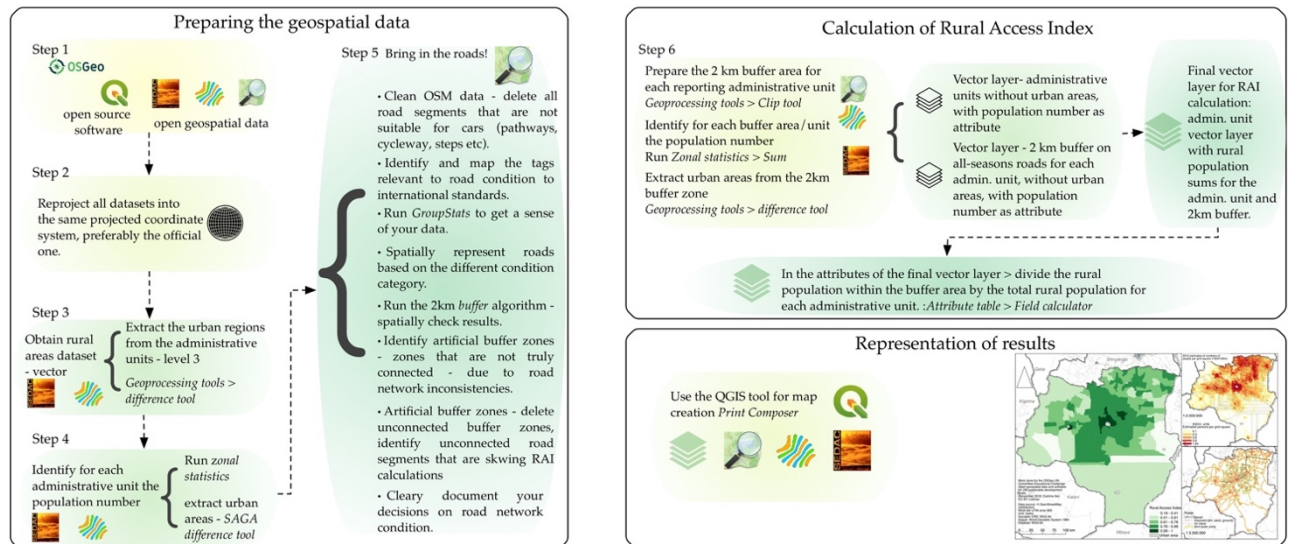 Preparing the geospatial data
Step 1
OSGeo
open source
software
SEDAC
open geospatial data
Step 2
Reproject all datasets into
the same projected coordinate
system, preferably the official
one.
Step 3
Obtain rural
areas dataset
- vector
Extract the urban regions
from the administrative
units - level 3
Geoprocessing tools >
difference tool
Step 4
Identify for each
administrative unit the
population number
Run zonal
statistics
extract urban
areas - SAGA
difference tool
Step 5 Bring in the roads!
• Clean OSM data - delete all
road segments that are not
suitable for cars (pathways,
cycleway, steps etc).
• Identify and map the tags
relevant to road condition to
international standards.
• Run GroupStats to get a sense
of your data.
• Spatially represent roads
based on the different condition
category.
• Run the 2km buffer algorithm -
spatially check results.
• Identify artificial buffer zones
- zones that are not truly
connected - due to road
network inconsistencies.
• Artificial buffer zones - delete
unconnected buffer zones,
identify unconnected road
segments that are skwing RAI
calculations
• Cleary document your
decisions on road network
condition.
Calculation of Rural Access Index
Step 6
Prepare the 2 km buffer area for
each reporting administrative unit
Geoprocessing tools > Clip tool
Identify for each buffer area/unit
the population number
Run Zonal statistics > Sum
Extract urban areas from the 2km
buffer zone
Geoprocessing tools > difference tool
Vector layer- administrative
units without urban areas,
with population number as
attribute
Vector layer - 2 km buffer on
all-seasons roads for each
admin. unit, without urban
areas, with population
number as attribute
Final vector
layer for RAI
calculation:
admin. unit
vector layer
with rural
population
sums for the
admin. unit and
2km buffer.
In the attributes of the final vector layer > divide the rural
population within the buffer area by the total rural population for
each administrative unit. :Attribute table > Field calculator
Representation of results
Use the QGIS tool for map
creation Print Composer
SEDAC
Shinyanga
Kigoma
Mbeya
Rural Access Index
Urban area